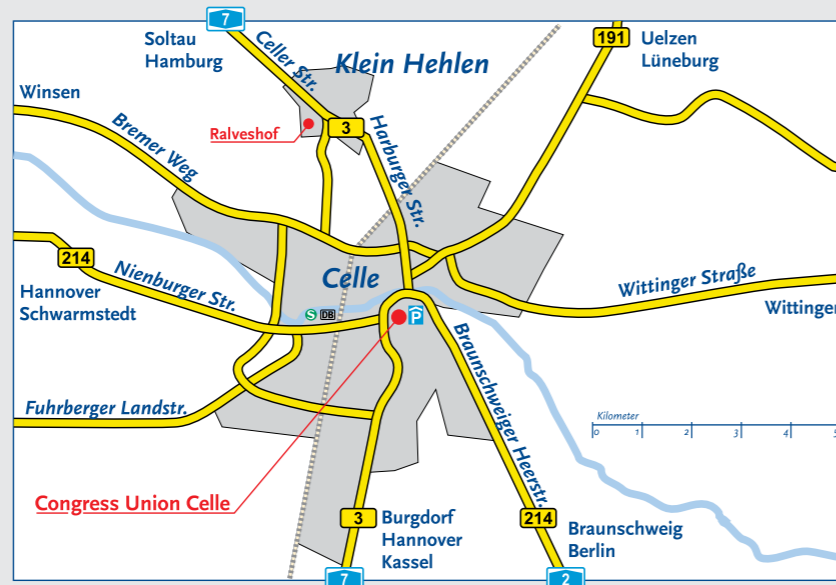 7
Soltau
Hamburg
Celler Str.
Klein Hehlen
191
Uelzen
Lüneburg
Winsen
Bremer Weg
Ralveshof
3
Harburger Str.
214
Hannover
Schwarmstedt
Nienburger Str.
Celle
S DB
P
Wittinger Straße
Wittinger
Braunschweiger Heerstr.
Fuhrberger Landstr.
Kilometer
0 1 2 3 4 5
Congress Union Celle
3
Burgdorf
Hannover
Kassel
214
Braunschweig
Berlin
7
2